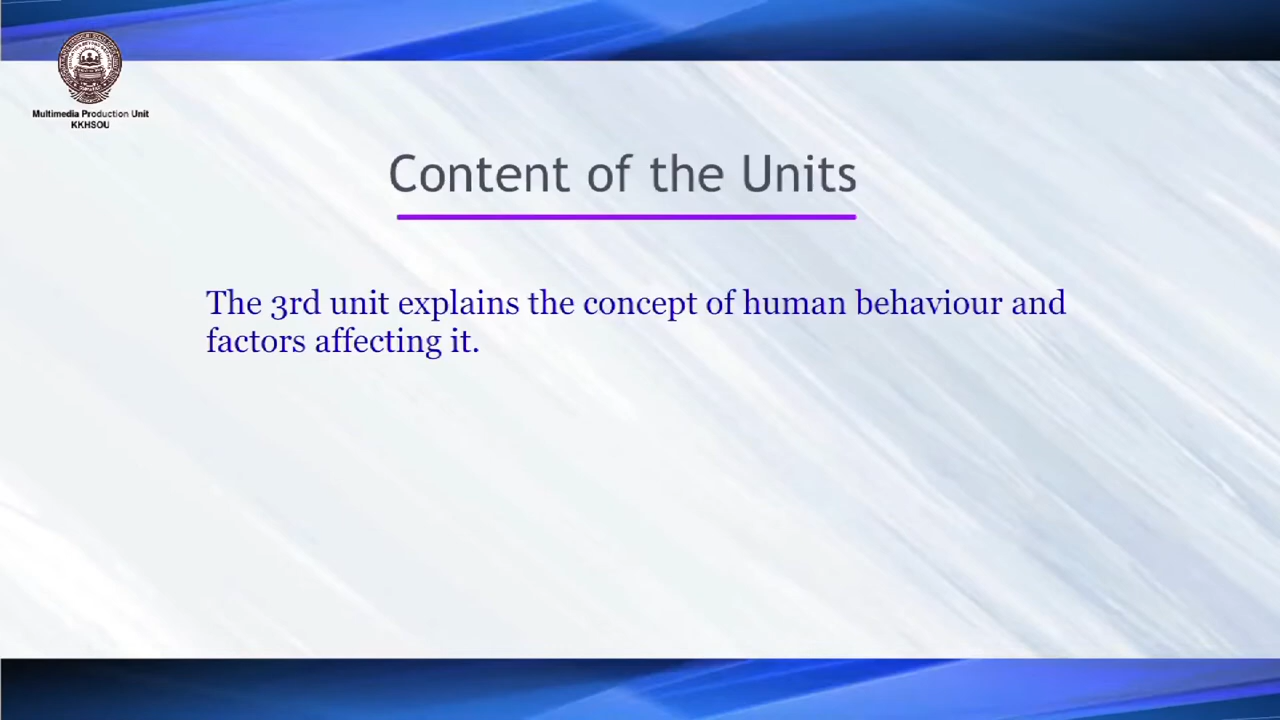 Multimedia Production Unit
KKHSOU
Content of the Units
The 3rd unit explains the concept of human behaviour and
factors affecting it.